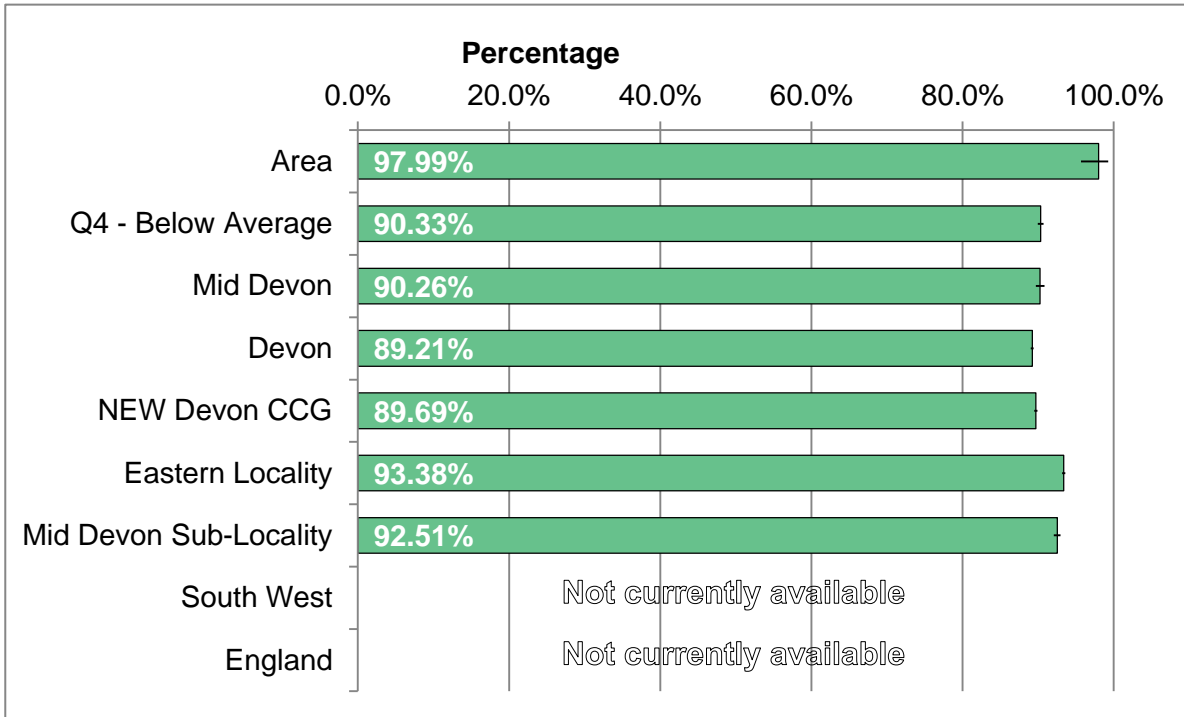 Percentage
0.0% 20.0% 40.0% 60.0% 80.0% 100.0%
Area 97.99%
Q4 - Below Average 90.33%
Mid Devon 90.26%
Devon 89.21%
NEW Devon CCG 89.69%
Eastern Locality 93.38%
Mid Devon Sub-Locality 92.51%
South West Not currently available
England Not currently available